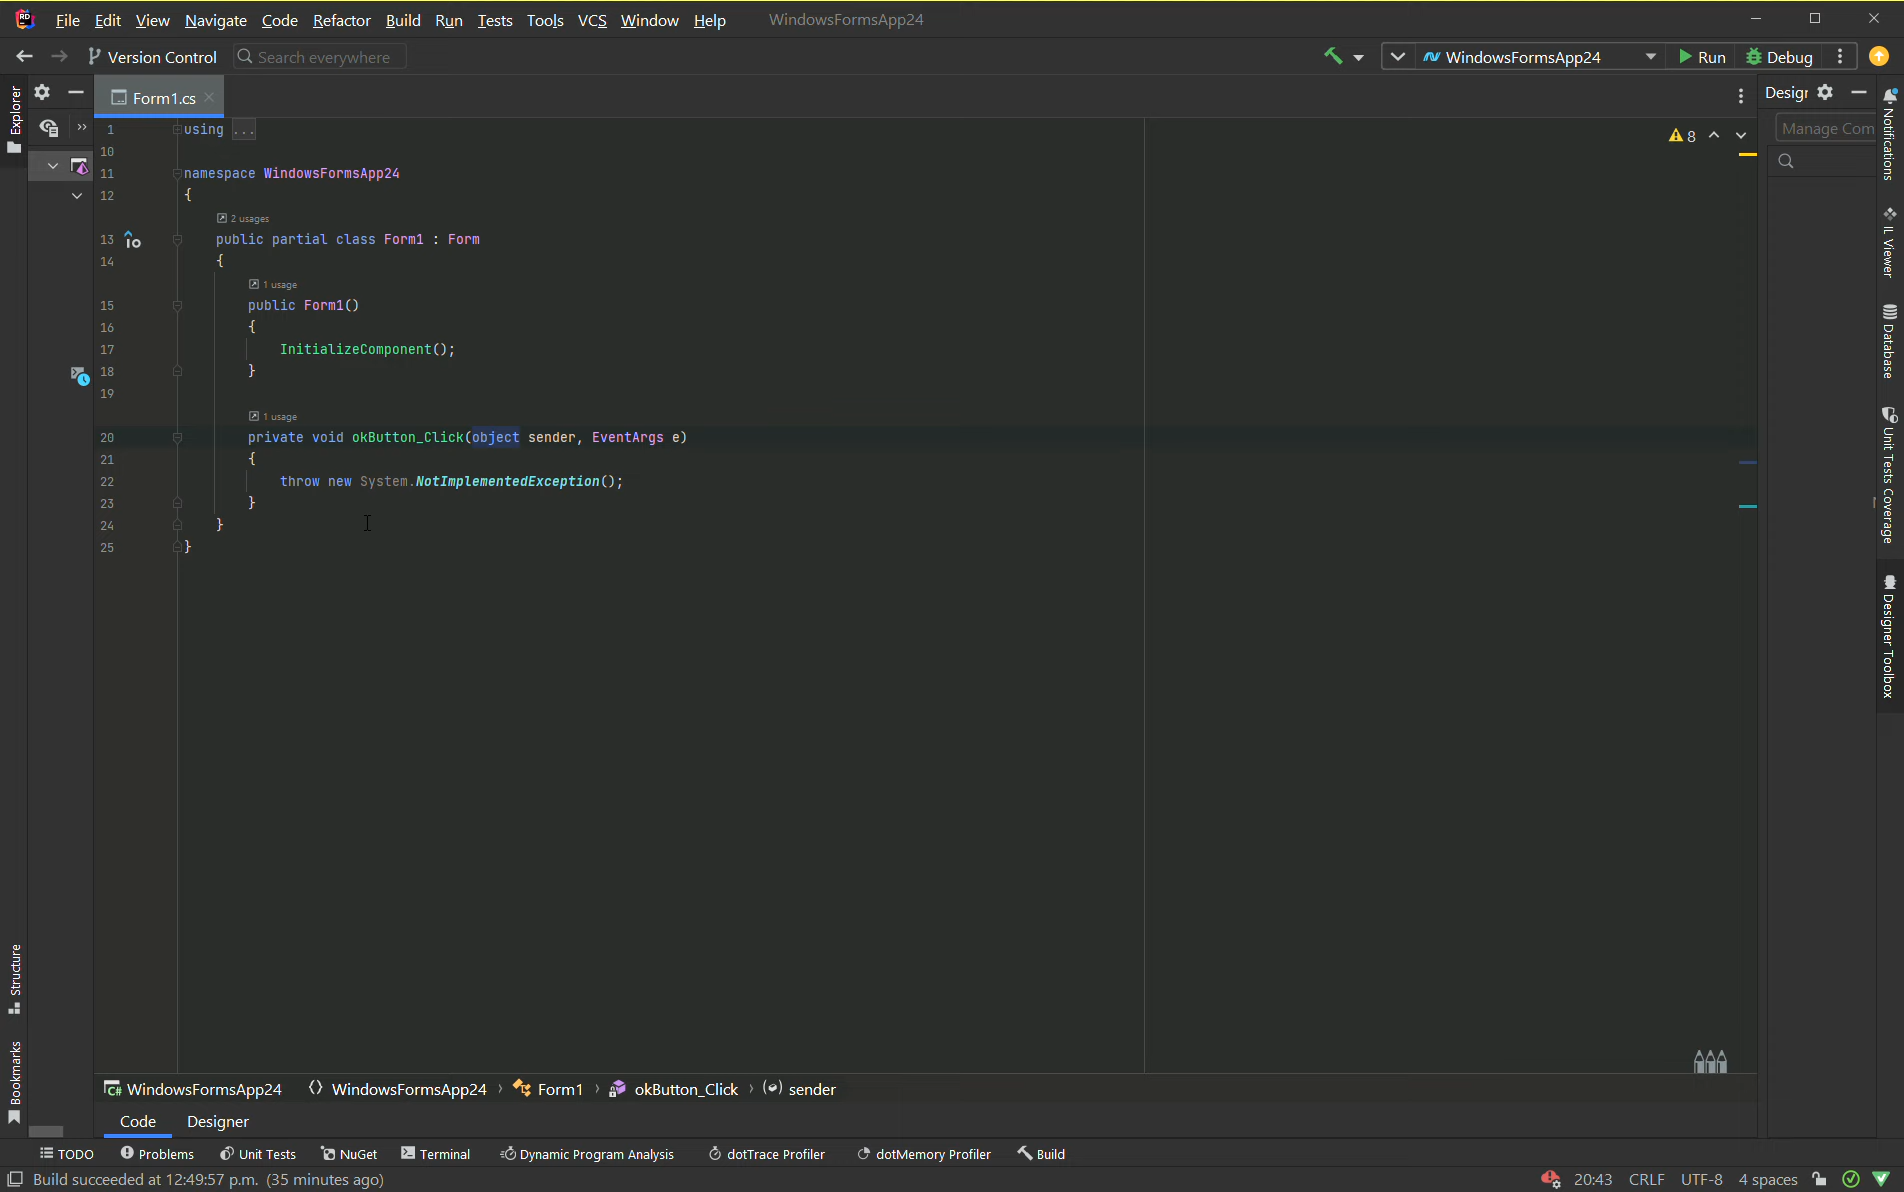 File Edit View Navigate Code Refactor Build Run Tests Tools VCS Window Help WindowsFormsApp24
Version Control Search everywhere WindowsFormsApp24 Run Debug
Explorer
Form1.cs
Design
Manage Com
8
1 using ...
10
11 namespace WindowsFormsApp24
12 {
2 usages
13 public partial class Form1 : Form
14 {
1 usage
15 public Form1()
16 {
17 InitializeComponent();
18 }
19
1 usage
20 private void okButton_Click(object sender, EventArgs e)
21 {
22 throw new System.NotImplementedException();
23 }
24 }
25 }
Notifications
IL Viewer
Database
Unit Tests Coverage
Designer Toolbox
Structure
Bookmarks
C# WindowsFormsApp24 WindowsFormsApp24 › Form1 › okButton_Click › sender
Code Designer
TODO Problems Unit Tests NuGet Terminal Dynamic Program Analysis dotTrace Profiler dotMemory Profiler Build
Build succeeded at 12:49:57 p.m. (35 minutes ago) 20:43 CRLF UTF-8 4 spaces